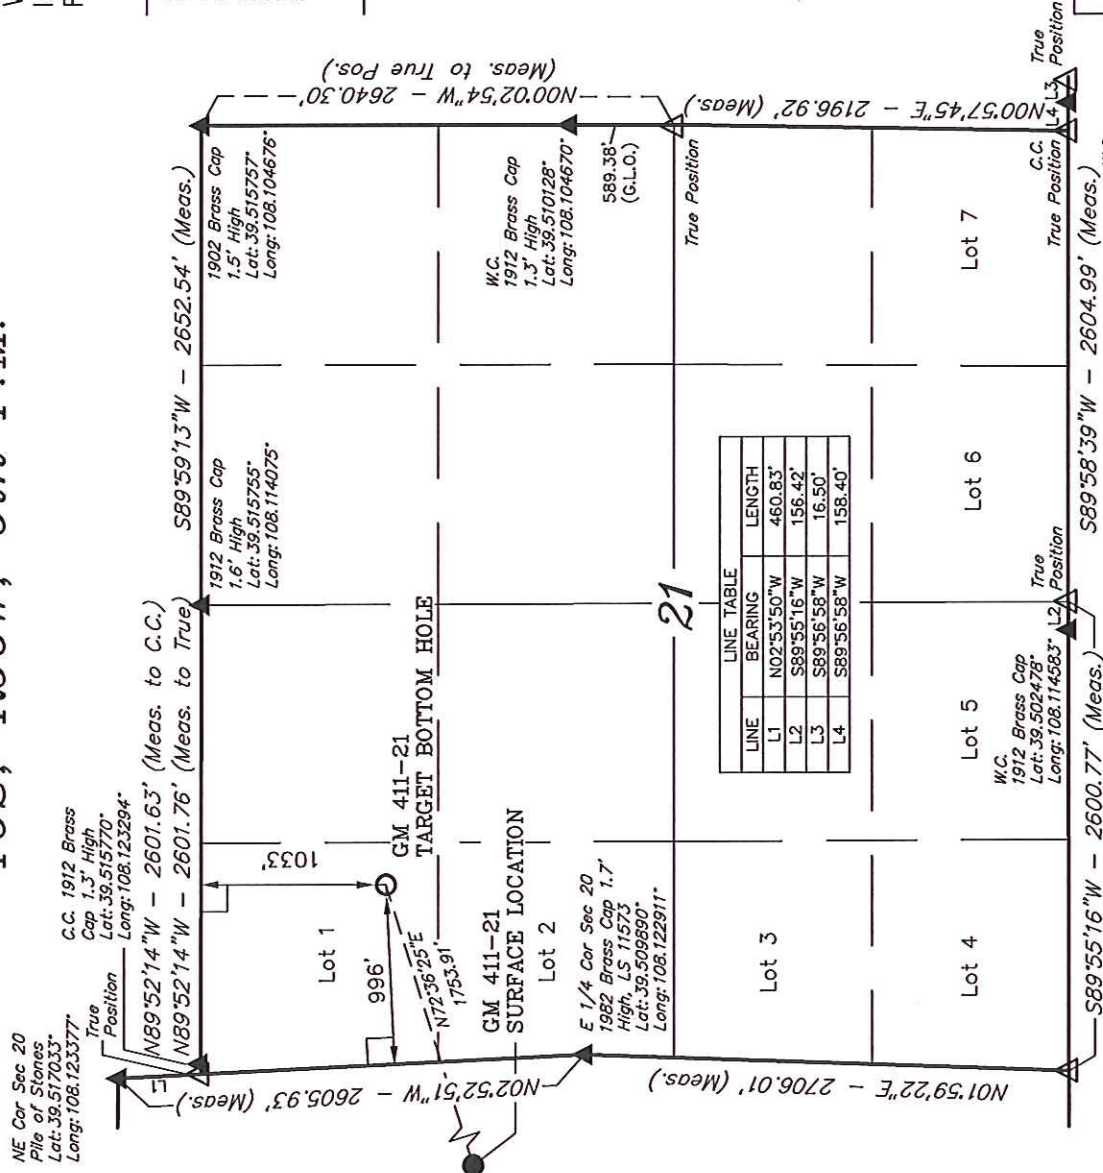 NE Cor Sec 20
Pile of Stones
Lat: 39.517033°
Long: 108.123377°
True
Position
L1
C.C. 1912 Brass
Cap 1.3' High
Lat: 39.515770°
Long: 108.123294°
N89°52'14"W - 2601.63' (Meas. to C.C.)
N89°52'14"W - 2601.76' (Meas. to True)
S89°59'13"W - 2652.54' (Meas.)
1912 Brass Cap
1.6' High
Lat: 39.515755°
Long: 108.114075°
1902 Brass Cap
1.5' High
Lat: 39.515757°
Long: 108.104676°
N00°02'54"W - 2640.30'
(Meas. to True Pos.)
W.C.
1912 Brass Cap
1.3' High
Lat: 39.510128°
Long: 108.104670°
589.38'
(G.L.O.)
True Position
N00°57'45"E - 2196.92' (Meas.)
Lot 1
1033'
996'
GM 411-21
TARGET BOTTOM HOLE
N72°36'25"E
1753.91'
GM 411-21
SURFACE LOCATION
Lot 2
N02°52'51"W - 2605.93' (Meas.)
E 1/4 Cor Sec 20
1982 Brass Cap 1.7'
High, LS 11573
Lat: 39.509890°
Long: 108.122911°
21
LINE TABLE
LINE BEARING LENGTH
L1 N02°53'50"W 460.83'
L2 S89°55'16"W 156.42'
L3 S89°56'58"W 16.50'
L4 S89°56'58"W 158.40'
Lot 3
Lot 4
Lot 5
Lot 6
Lot 7
N01°59'22"E - 2706.01' (Meas.)
W.C.
1912 Brass Cap
Lat: 39.502478°
Long: 108.114583°
L2
True
Position
C.C.
True Position
L4
L3
True
Position
S89°55'16"W - 2600.77' (Meas.)
S89°58'39"W - 2604.99' (Meas.)